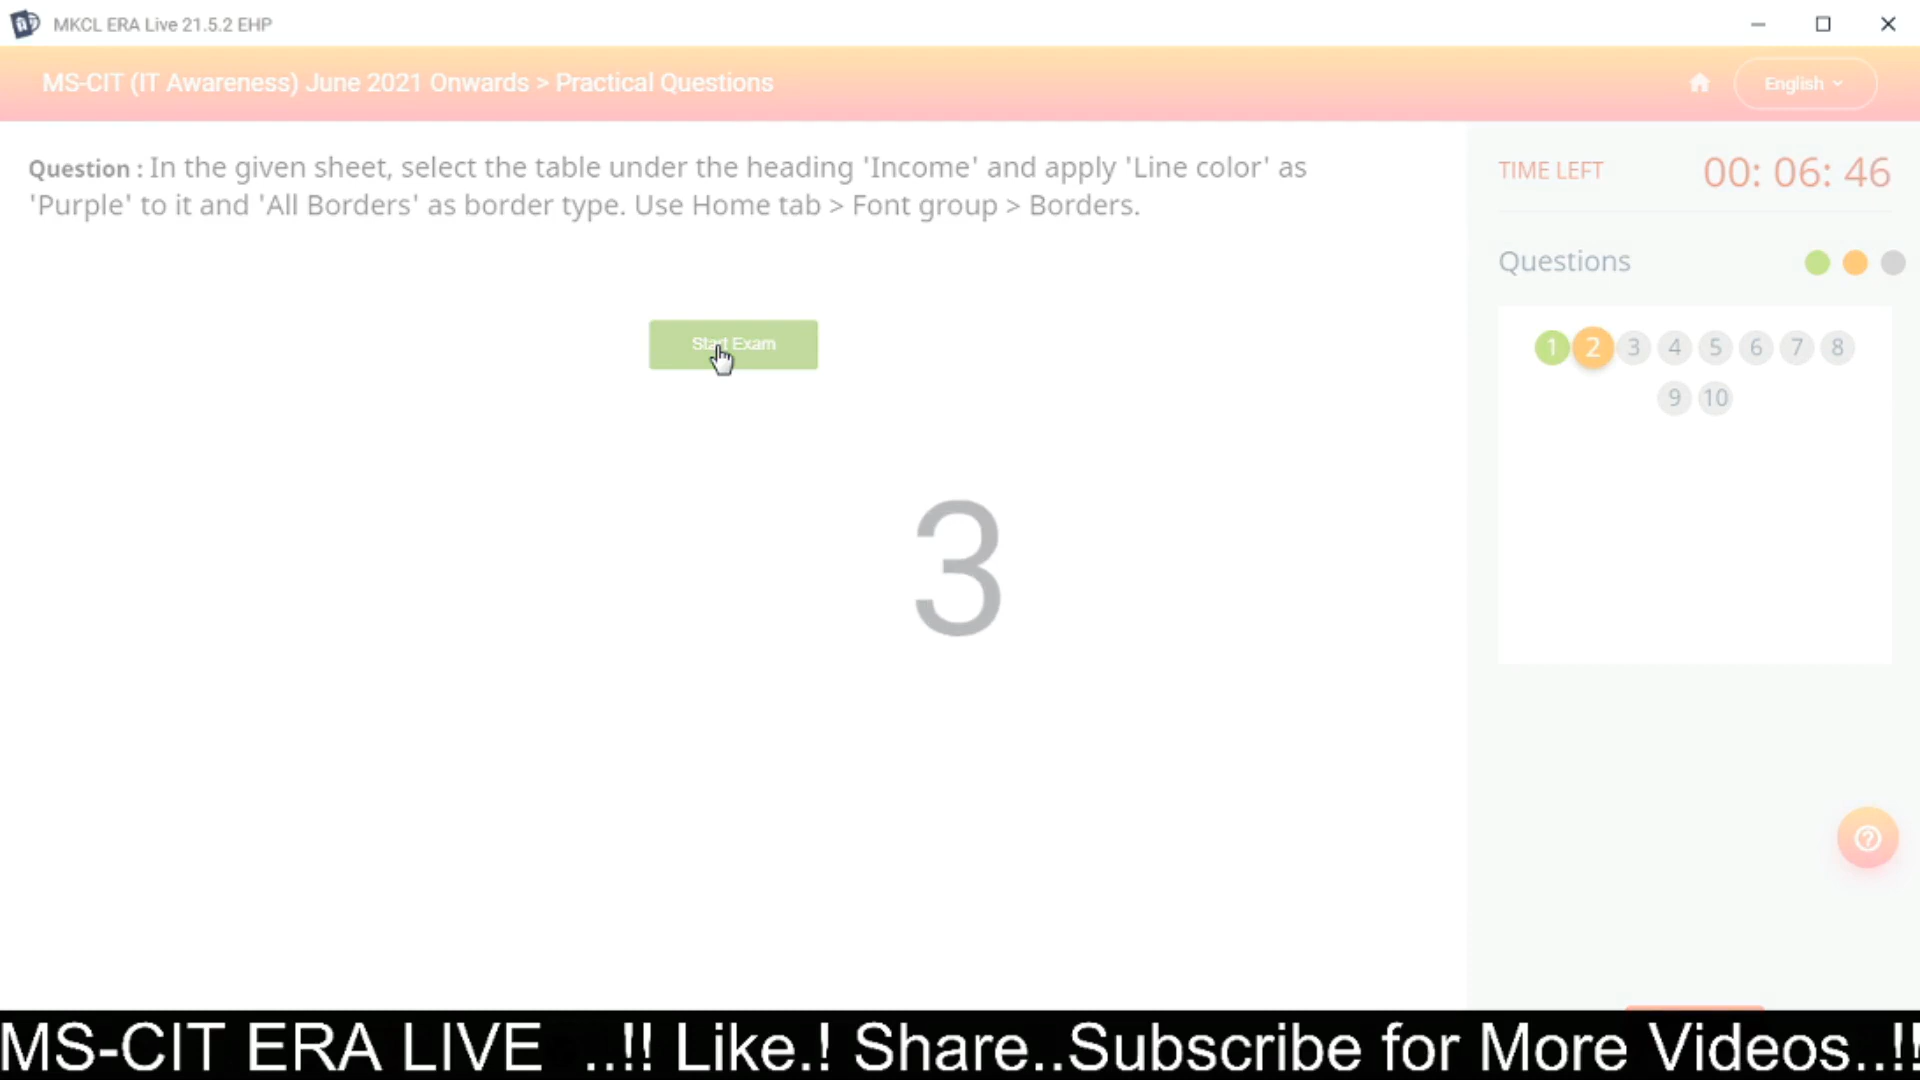 MKCL ERA Live 21.5.2 EHP
MS-CIT (IT Awareness) June 2021 Onwards > Practical Questions
English
Question : In the given sheet, select the table under the heading 'Income' and apply 'Line color' as
'Purple' to it and 'All Borders' as border type. Use Home tab > Font group > Borders.
TIME LEFT 00: 06: 46
Questions
Start Exam
1 2 3 4 5 6 7 8
9 10
3
MS-CIT ERA LIVE ..!! Like.! Share..Subscribe for More Videos..!!